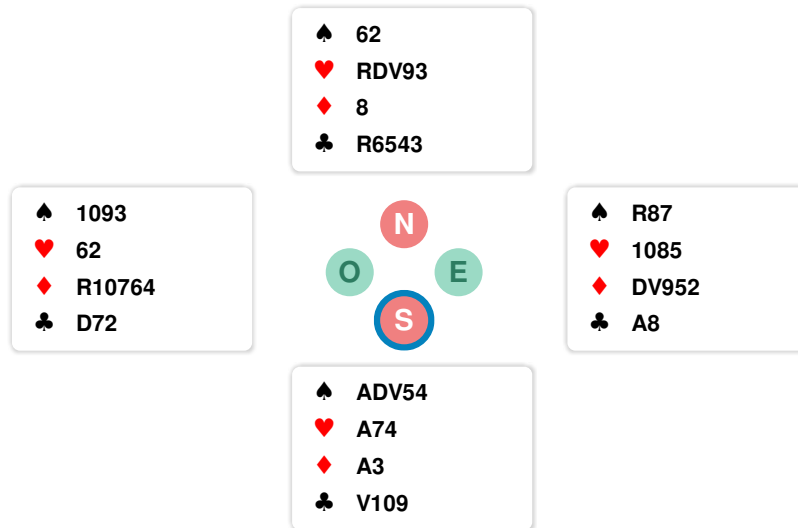 ♠ 62
♥ RDV93
♦ 8
♣ R6543
♠ 1093
♥ 62
♦ R10764
♣ D72
N
O E
S
♠ R87
♥ 1085
♦ DV952
♣ A8
♠ ADV54
♥ A74
♦ A3
♣ V109